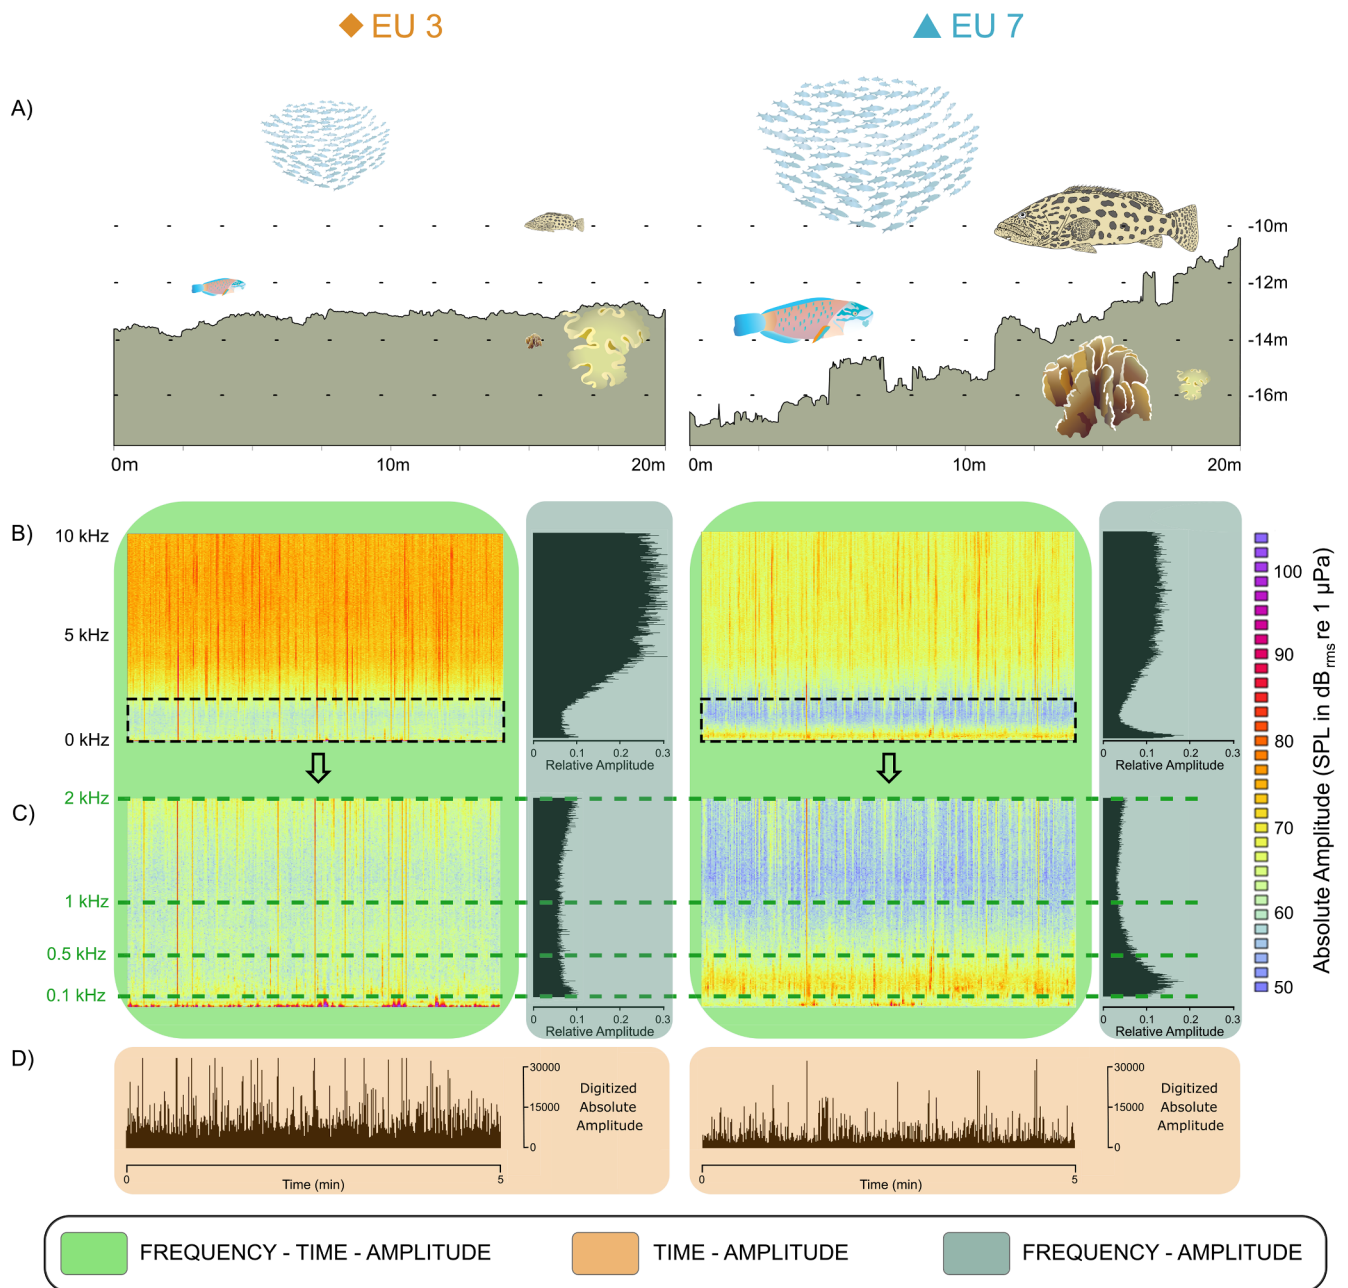 EU 3
EU 7
A)
-10m
-12m
-14m
-16m
0m 10m 20m
0m 10m 20m
B)
10 kHz
5 kHz
0 kHz
0 0.1 0.2 0.3
Relative Amplitude
0 0.1 0.2 0.3
Relative Amplitude
C)
2 kHz
1 kHz
0.5 kHz
0.1 kHz
0 0.1 0.2 0.3
Relative Amplitude
0 0.1 0.2 0.3
Relative Amplitude
100
90
80
70
60
50
Absolute Amplitude (SPL in dBrms re 1 µPa)
D)
30000
15000
0
Digitized
Absolute
Amplitude
0 5
Time (min)
30000
15000
0
Digitized
Absolute
Amplitude
0 5
Time (min)
FREQUENCY - TIME - AMPLITUDE
TIME - AMPLITUDE
FREQUENCY - AMPLITUDE